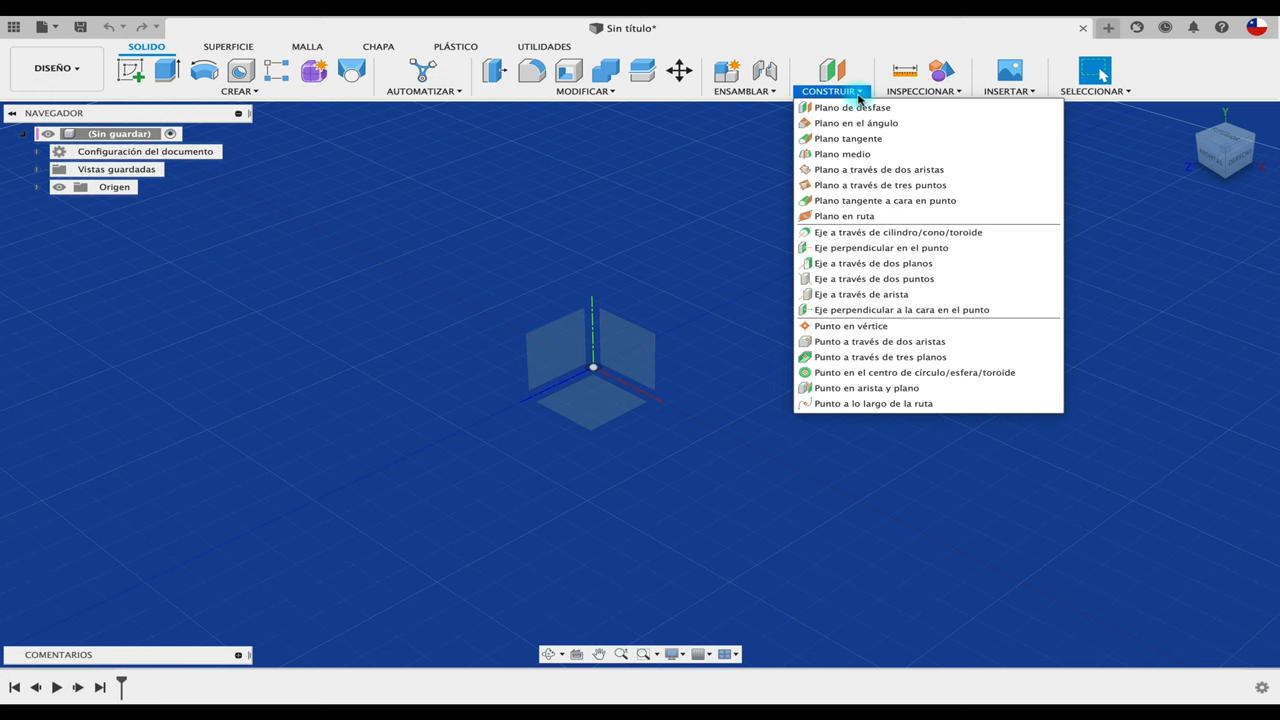 Sin título*
SOLIDO
SUPERFICIE
MALLA
CHAPA
PLÁSTICO
UTILIDADES
DISEÑO
CREAR
AUTOMATIZAR
MODIFICAR
ENSAMBLAR
CONSTRUIR
INSPECCIONAR
INSERTAR
SELECCIONAR
NAVEGADOR
(Sin guardar)
Configuración del documento
Vistas guardadas
Origen
Plano de desfase
Plano en el ángulo
Plano tangente
Plano medio
Plano a través de dos aristas
Plano a través de tres puntos
Plano tangente a cara en punto
Plano en ruta
Eje a través de cilindro/cono/toroide
Eje perpendicular en el punto
Eje a través de dos planos
Eje a través de dos puntos
Eje a través de arista
Eje perpendicular a la cara en el punto
Punto en vértice
Punto a través de dos aristas
Punto a través de tres planos
Punto en el centro de círculo/esfera/toroide
Punto en arista y plano
Punto a lo largo de la ruta
Y
Z
FRONTAL
COMENTARIOS